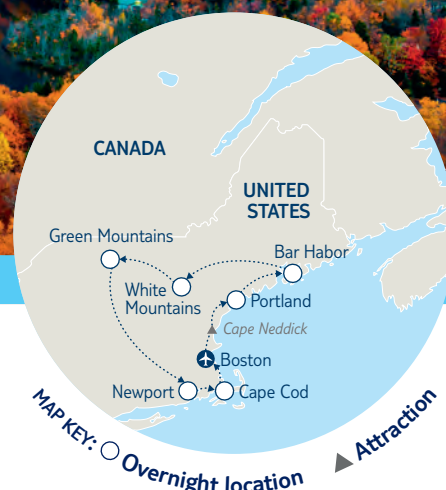 CANADA
UNITED
STATES
Green Mountains
Bar Habor
White
Mountains
Portland
Cape Neddick
Boston
Newport
Cape Cod
MAP KEY:
Overnight location
Attraction